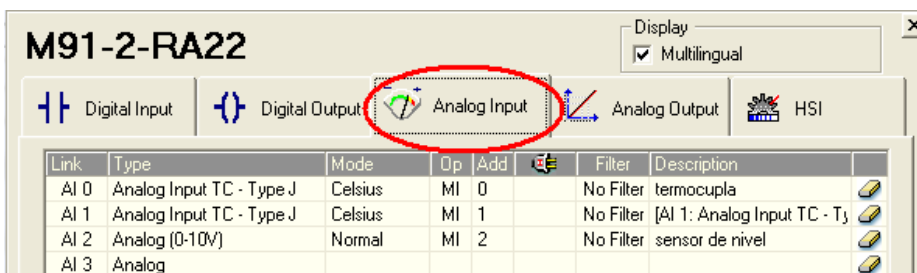 M91-2-RA22
Display
Multilingual
Digital Input Digital Output Analog Input Analog Output HSI
Link Type Mode Op Add Filter Description
AI 0 Analog Input TC - Type J Celsius MI 0 No Filter termocupla
AI 1 Analog Input TC - Type J Celsius MI 1 No Filter [AI 1: Analog Input TC - Ty
AI 2 Analog (0-10V) Normal MI 2 No Filter sensor de nivel
AI 3 Analog